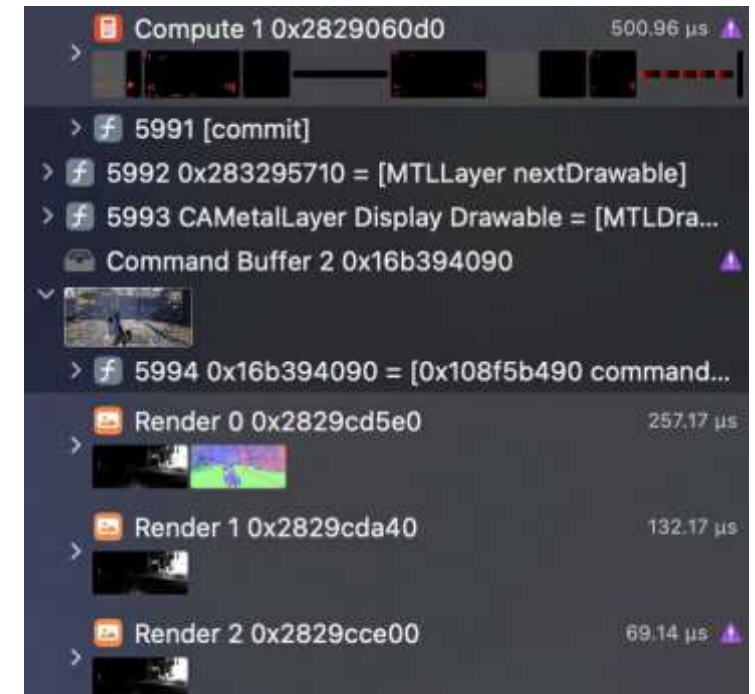 Compute 1 0x2829060d0 500.96 µs
5991 [commit]
5992 0x283295710 = [MTLLayer nextDrawable]
5993 CAMetalLayer Display Drawable = [MTLDra...
Command Buffer 2 0x16b394090
5994 0x16b394090 = [0x108f5b490 command...
Render 0 0x2829cd5e0 257.17 µs
Render 1 0x2829cda40 132.17 µs
Render 2 0x2829cce00 69.14 µs